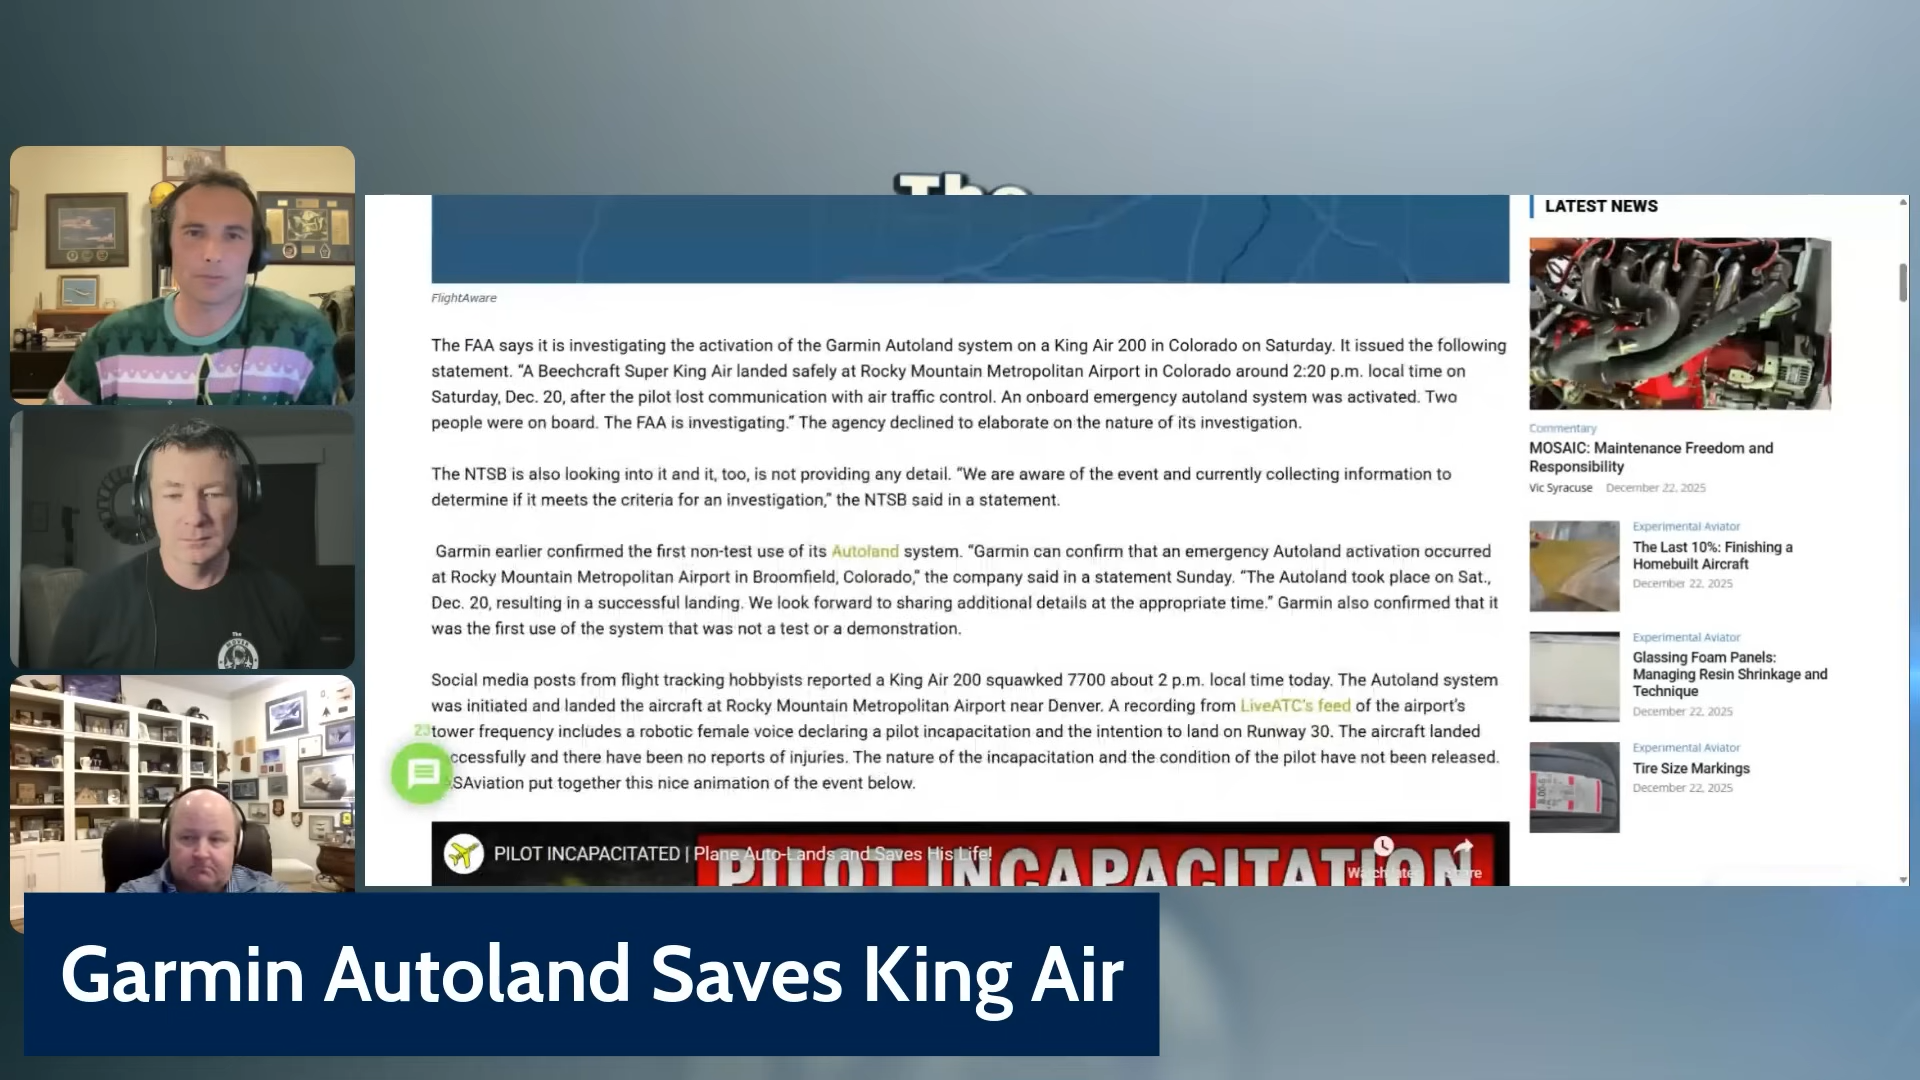 The
FlightAware
The FAA says it is investigating the activation of the Garmin Autoland system on a King Air 200 in Colorado on Saturday. It issued the following
statement. “A Beechcraft Super King Air landed safely at Rocky Mountain Metropolitan Airport in Colorado around 2:20 p.m. local time on
Saturday, Dec. 20, after the pilot lost communication with air traffic control. An onboard emergency autoland system was activated. Two
people were on board. The FAA is investigating.” The agency declined to elaborate on the nature of its investigation.
The NTSB is also looking into it and it, too, is not providing any detail. “We are aware of the event and currently collecting information to
determine if it meets the criteria for an investigation,” the NTSB said in a statement.
Garmin earlier confirmed the first non-test use of its Autoland system. “Garmin can confirm that an emergency Autoland activation occurred
at Rocky Mountain Metropolitan Airport in Broomfield, Colorado,” the company said in a statement Sunday. “The Autoland took place on Sat.,
Dec. 20, resulting in a successful landing. We look forward to sharing additional details at the appropriate time.” Garmin also confirmed that it
was the first use of the system that was not a test or a demonstration.
Social media posts from flight tracking hobbyists reported a King Air 200 squawked 7700 about 2 p.m. local time today. The Autoland system
was initiated and landed the aircraft at Rocky Mountain Metropolitan Airport near Denver. A recording from LiveATC’s feed of the airport’s
23
tower frequency includes a robotic female voice declaring a pilot incapacitation and the intention to land on Runway 30. The aircraft landed
ccessfully and there have been no reports of injuries. The nature of the incapacitation and the condition of the pilot have not been released.
SAviation put together this nice animation of the event below.
PILOT INCAPACITATED | Plane Auto-Lands and Saves His Life!
PILOT INCAPACITATION
Watch later
Share
LATEST NEWS
Commentary
MOSAIC: Maintenance Freedom and
Responsibility
Vic Syracuse December 22, 2025
Experimental Aviator
The Last 10%: Finishing a
Homebuilt Aircraft
December 22, 2025
Experimental Aviator
Glassing Foam Panels:
Managing Resin Shrinkage and
Technique
December 22, 2025
Experimental Aviator
Tire Size Markings
December 22, 2025
The
MOVER
Garmin Autoland Saves King Air